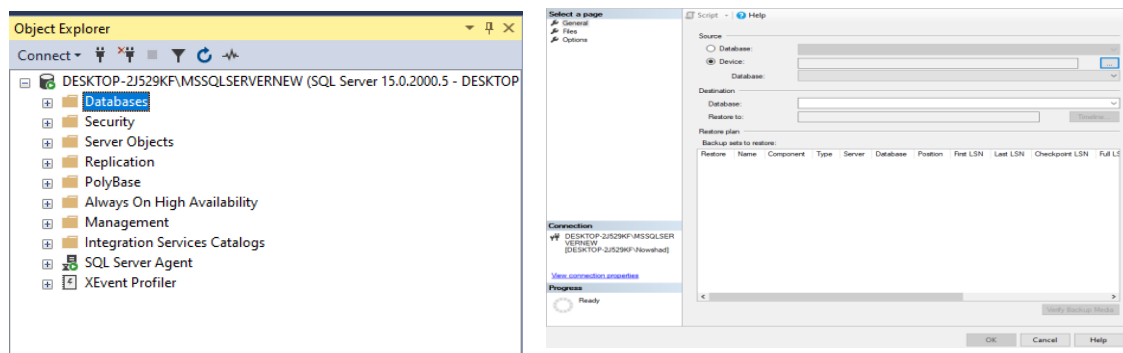 Object Explorer
Connect
DESKTOP-2J529KF\MSSQLSERVERNEW (SQL Server 15.0.2000.5 - DESKTOP
Databases
Security
Server Objects
Replication
PolyBase
Always On High Availability
Management
Integration Services Catalogs
SQL Server Agent
XEvent Profiler
Select a page
General
Files
Options
Connection
DESKTOP-2J529KF\MSSQLSER
VERNEW
[DESKTOP-2J529KF\Nowshad]
View connection properties
Progress
Ready
Script Help
Source
Database:
Device:
...
Database:
Destination
Database:
Restore to:
Timeline...
Restore plan
Backup sets to restore:
Restore Name Component Type Server Database Position First LSN Last LSN Checkpoint LSN Full LS
Verify Backup Media
OK Cancel Help